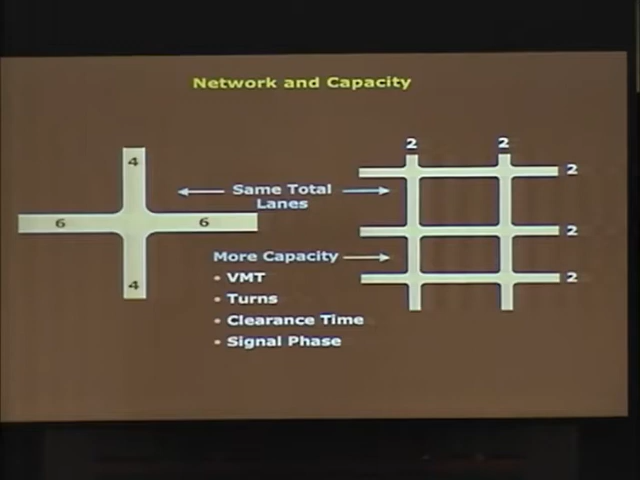 Network and Capacity
4
6
6
4
Same Total
Lanes
More Capacity
• VMT
• Turns
• Clearance Time
• Signal Phase
2
2
2
2
2